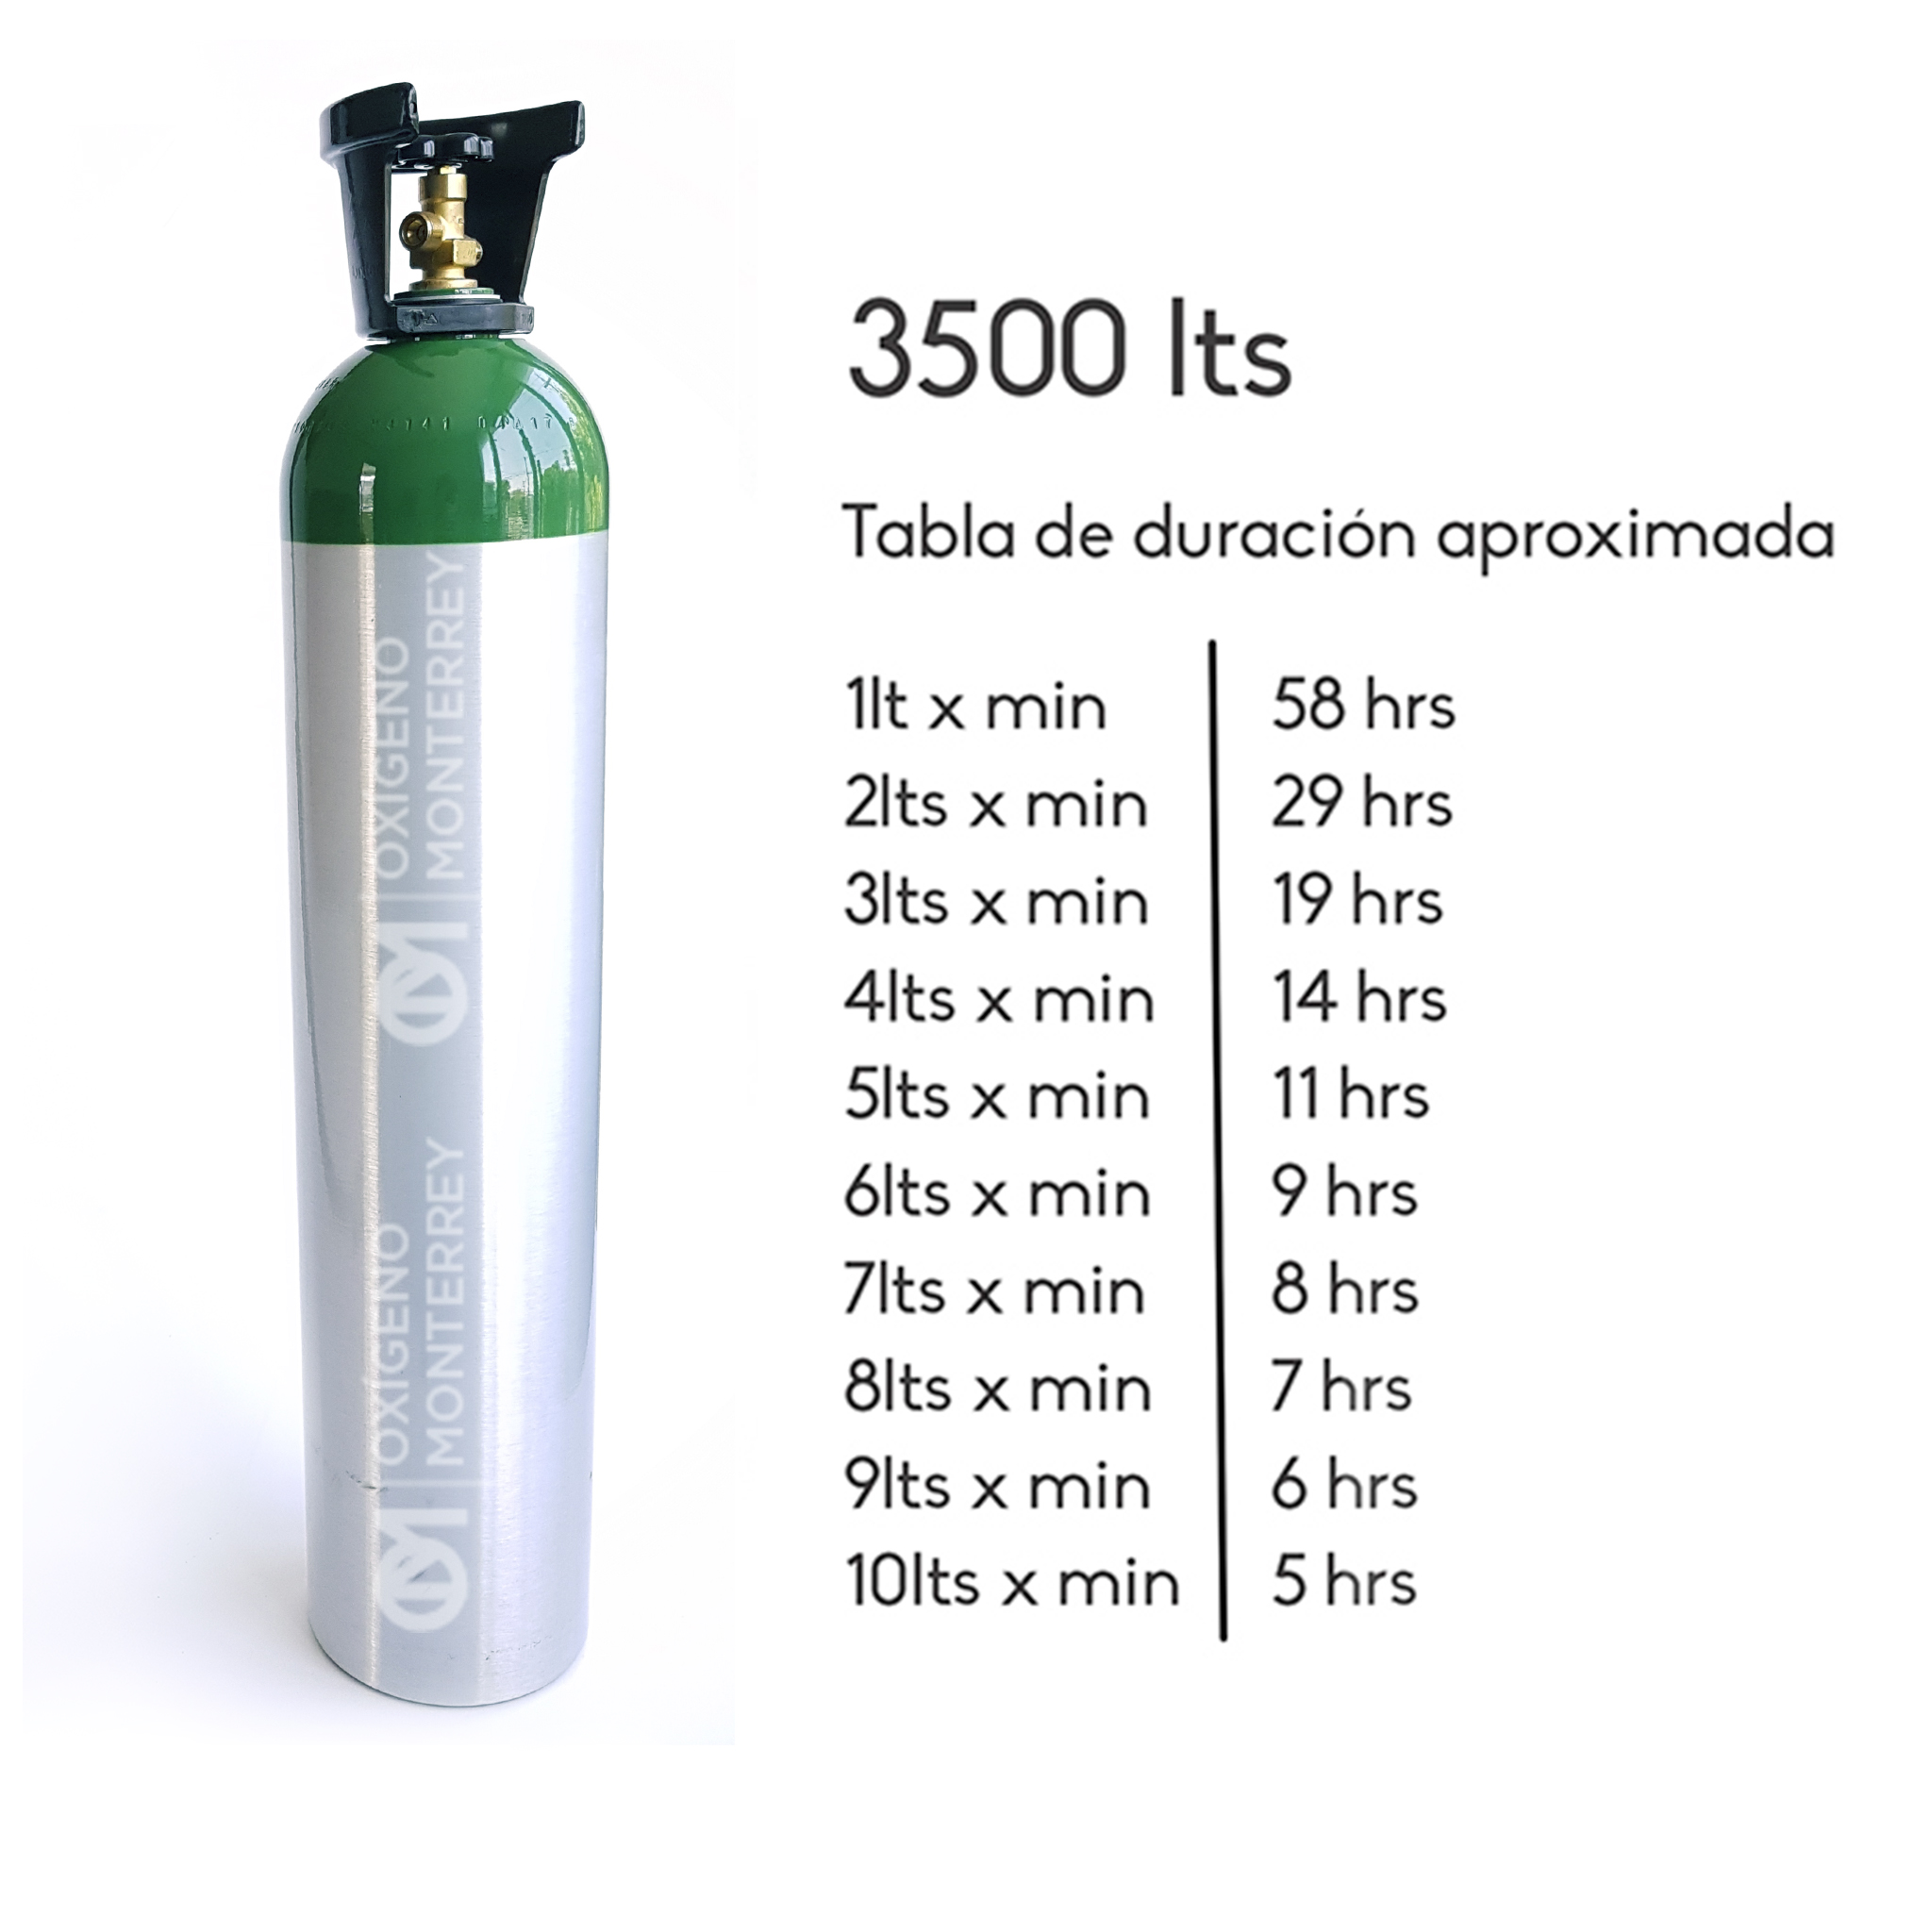 3500 lts
Tabla de duración aproximada
1lt x min 58 hrs
2lts x min 29 hrs
3lts x min 19 hrs
4lts x min 14 hrs
5lts x min 11 hrs
6lts x min 9 hrs
7lts x min 8 hrs
8lts x min 7 hrs
9lts x min 6 hrs
10lts x min 5 hrs
OXÍGENO
MONTERREY
OXÍGENO
MONTERREY